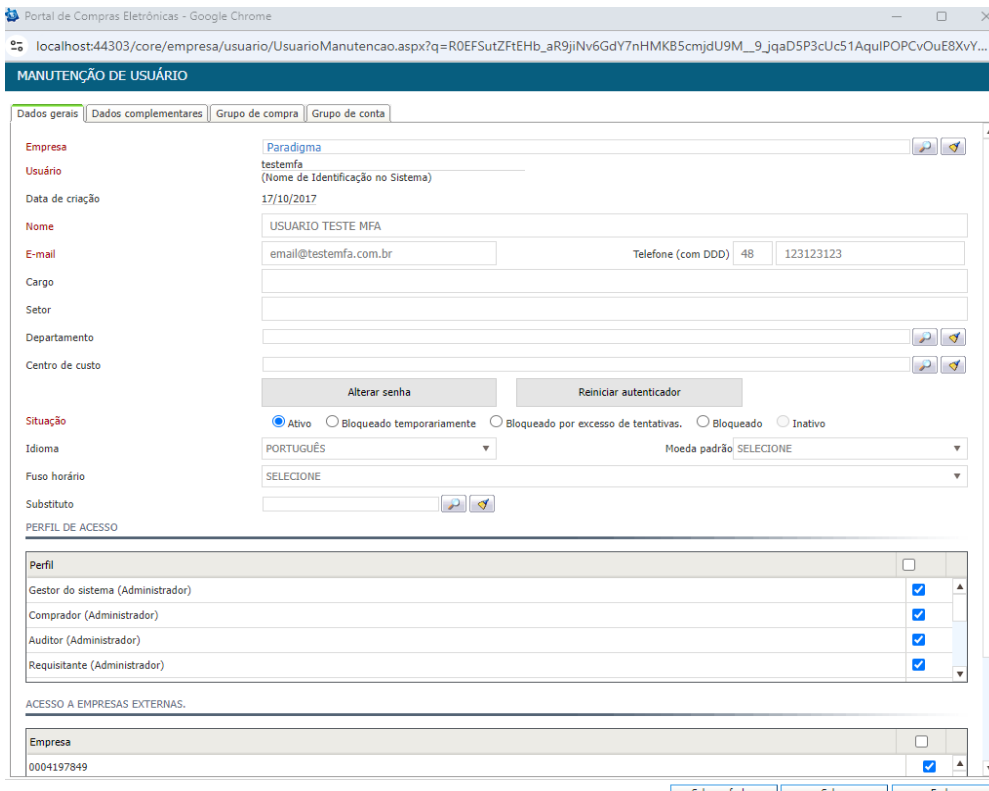 Portal de Compras Eletrônicas - Google Chrome
localhost:44303/core/empresa/usuario/UsuarioManutencao.aspx?q=R0EFSutZFtEHb_aR9jiNv6GdY7nHMKB5cmjdU9M__9_jqaD5P3cUc51AquIPOPCvOuE8XvY...
MANUTENÇÃO DE USUÁRIO
Dados gerais Dados complementares Grupo de compra Grupo de conta
Empresa Paradigma
Usuário testemfa
(Nome de Identificação no Sistema)
Data de criação 17/10/2017
Nome USUARIO TESTE MFA
E-mail email@testemfa.com.br Telefone (com DDD) 48 123123123
Cargo
Setor
Departamento
Centro de custo
Alterar senha Reiniciar autenticador
Situação Ativo Bloqueado temporariamente Bloqueado por excesso de tentativas. Bloqueado Inativo
Idioma PORTUGUÊS Moeda padrão SELECIONE
Fuso horário SELECIONE
Substituto
PERFIL DE ACESSO
Perfil
Gestor do sistema (Administrador)
Comprador (Administrador)
Auditor (Administrador)
Requisitante (Administrador)
ACESSO A EMPRESAS EXTERNAS.
Empresa
0004197849